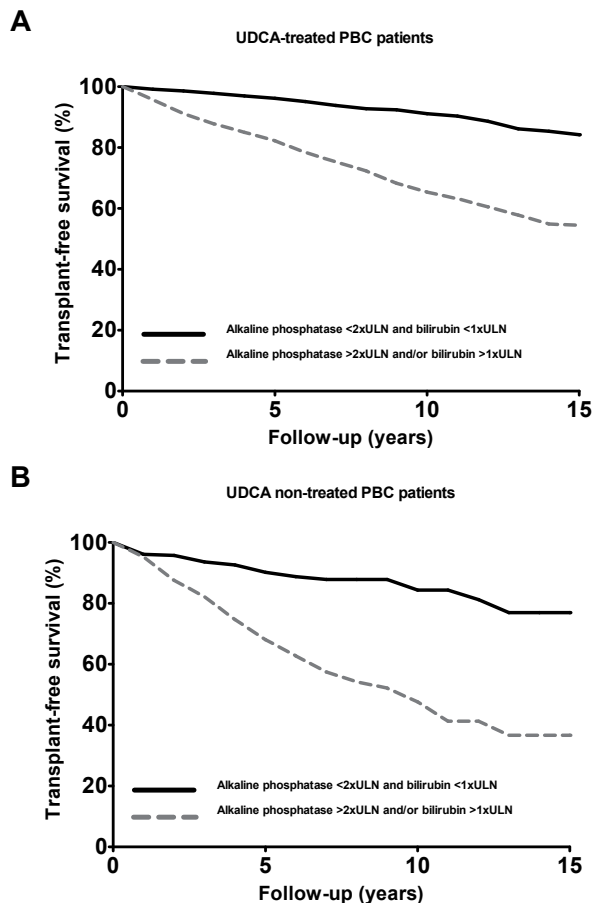 A
UDCA-treated PBC patients
Transplant-free survival (%)
100
80
60
40
20
0
Alkaline phosphatase <2xULN and bilirubin <1xULN
Alkaline phosphatase >2xULN and/or bilirubin >1xULN
0 5 10 15
Follow-up (years)
B
UDCA non-treated PBC patients
Transplant-free survival (%)
100
80
60
40
20
0
Alkaline phosphatase <2xULN and bilirubin <1xULN
Alkaline phosphatase >2xULN and/or bilirubin >1xULN
0 5 10 15
Follow-up (years)